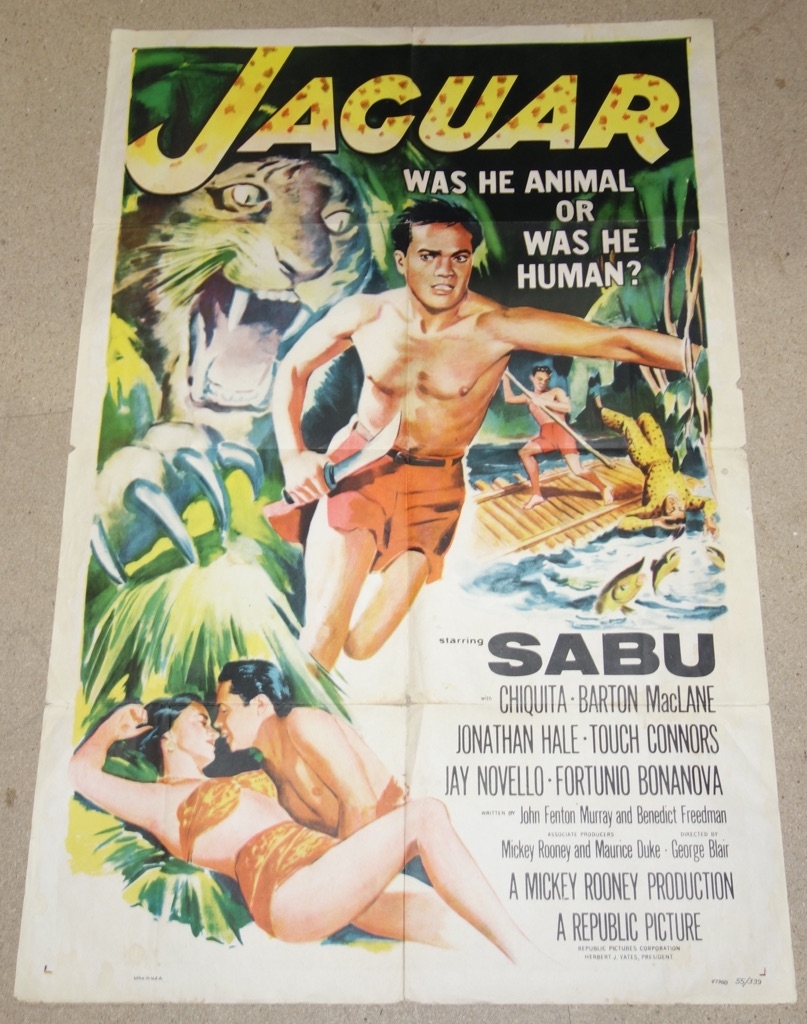 JAGUAR
WAS HE ANIMAL
OR
WAS HE
HUMAN?
starring SABU
with CHIQUITA · BARTON MacLANE
JONATHAN HALE · TOUCH CONNORS
JAY NOVELLO · FORTUNIO BONANOVA
WRITTEN BY John Fenton Murray and Benedict Freedman
ASSOCIATE PRODUCERS DIRECTED BY
Mickey Rooney and Maurice Duke · George Blair
A MICKEY ROONEY PRODUCTION
A REPUBLIC PICTURE
REPUBLIC PICTURES CORPORATION
HERBERT J. YATES, PRESIDENT
55/339